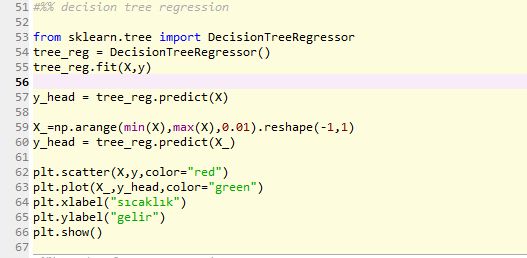 51 #%% decision tree regression
52
53 from sklearn.tree import DecisionTreeRegressor
54 tree_reg = DecisionTreeRegressor()
55 tree_reg.fit(X,y)
56
57 y_head = tree_reg.predict(X)
58
59 X_=np.arange(min(X),max(X),0.01).reshape(-1,1)
60 y_head = tree_reg.predict(X_)
61
62 plt.scatter(X,y,color="red")
63 plt.plot(X_,y_head,color="green")
64 plt.xlabel("sıcaklık")
65 plt.ylabel("gelir")
66 plt.show()
67